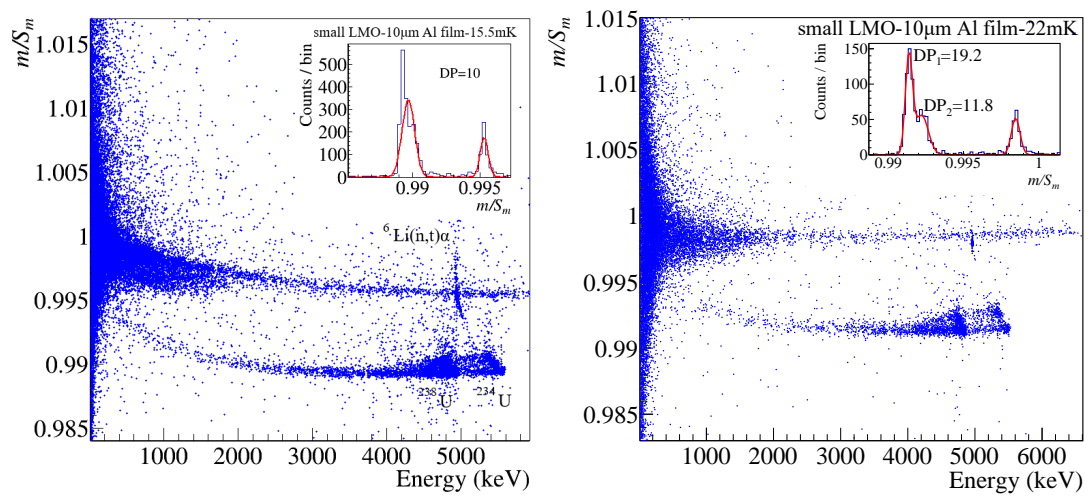 small LMO-10μm Al film-15.5mK
m/Sₘ
1.015
1.01
1.005
1
0.995
0.99
0.985
Counts / bin
500
400
300
200
100
0
DP=10
0.99 0.995
m/Sₘ
⁶Li(n,t)α
²³⁸U ²³⁴U
1000 2000 3000 4000 5000
Energy (keV)
small LMO-10μm Al film-22mK
m/Sₘ
1.015
1.01
1.005
1
0.995
0.99
0.985
Counts / bin
150
100
50
0
DP₁=19.2
DP₂=11.8
0.99 0.995 1
m/Sₘ
1000 2000 3000 4000 5000 6000
Energy (keV)